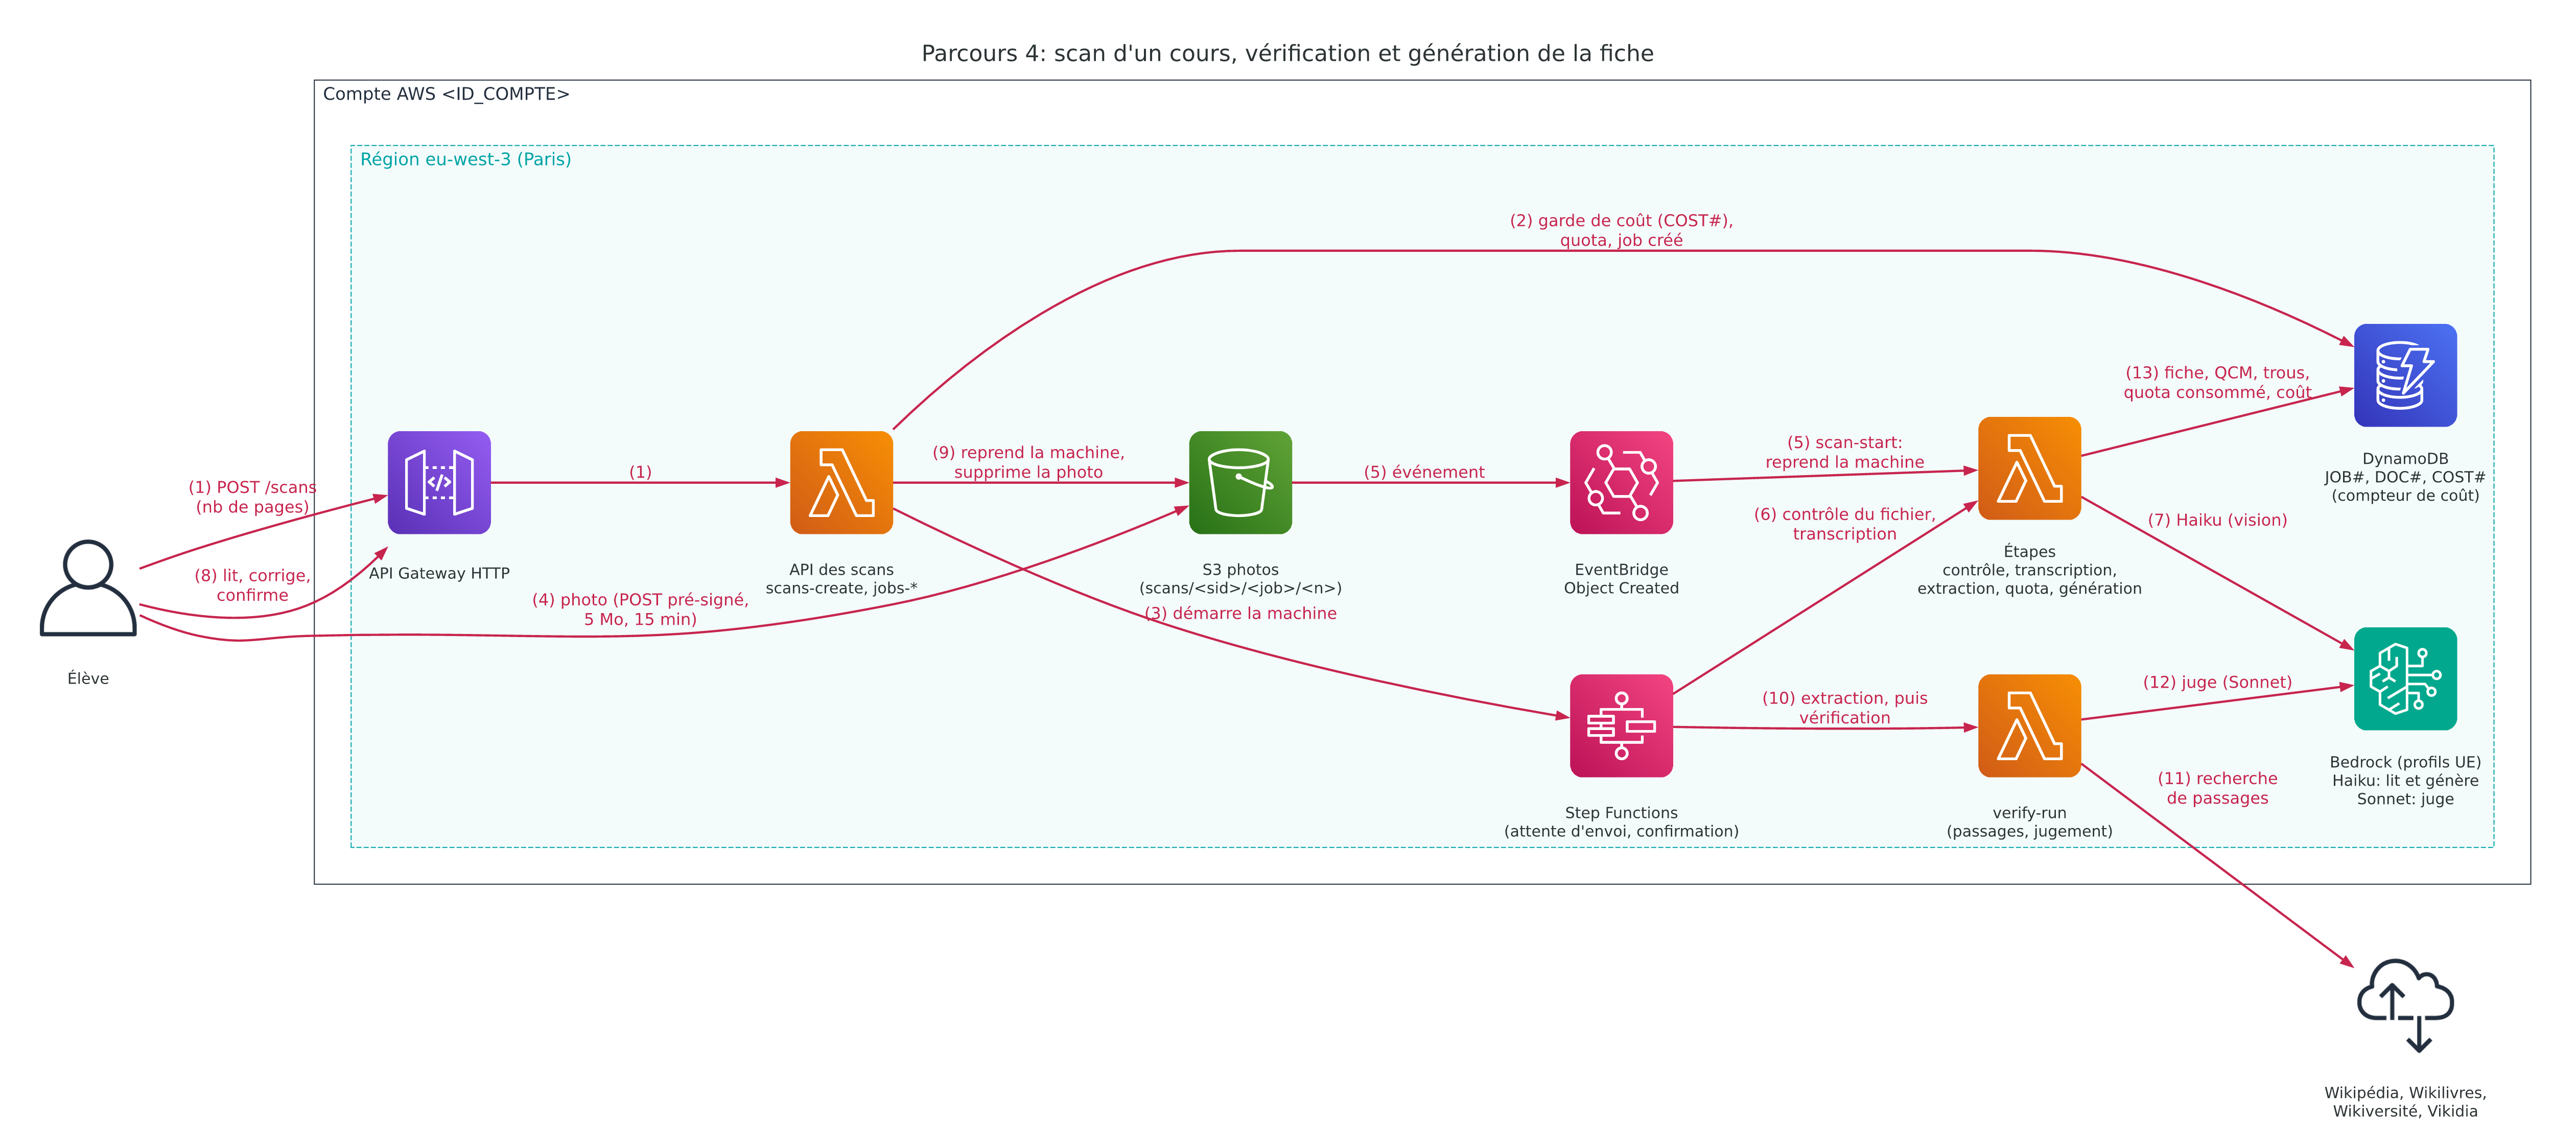 Parcours 4: scan d'un cours, vérification et génération de la fiche
Compte AWS <ID_COMPTE>
Région eu-west-3 (Paris)
(2) garde de coût (COST#),
quota, job créé
(13) fiche, QCM, trous,
quota consommé, coût
(9) reprend la machine,
supprime la photo
(5) scan-start:
reprend la machine
(1)
(5) événement
(1) POST /scans
(nb de pages)
DynamoDB
JOB#, DOC#, COST#
(compteur de coût)
(6) contrôle du fichier,
transcription
(7) Haiku (vision)
(8) lit, corrige,
confirme
API Gateway HTTP
API des scans
scans-create, jobs-*
S3 photos
(scans/<sid>/<job>/<n>)
EventBridge
Object Created
Étapes
contrôle, transcription,
extraction, quota, génération
(4) photo (POST pré-signé,
5 Mo, 15 min)
(3) démarre la machine
Élève
(10) extraction, puis
vérification
(12) juge (Sonnet)
(11) recherche
de passages
Bedrock (profils UE)
Haiku: lit et génère
Sonnet: juge
Step Functions
(attente d'envoi, confirmation)
verify-run
(passages, jugement)
Wikipédia, Wikilivres,
Wikiversité, Vikidia